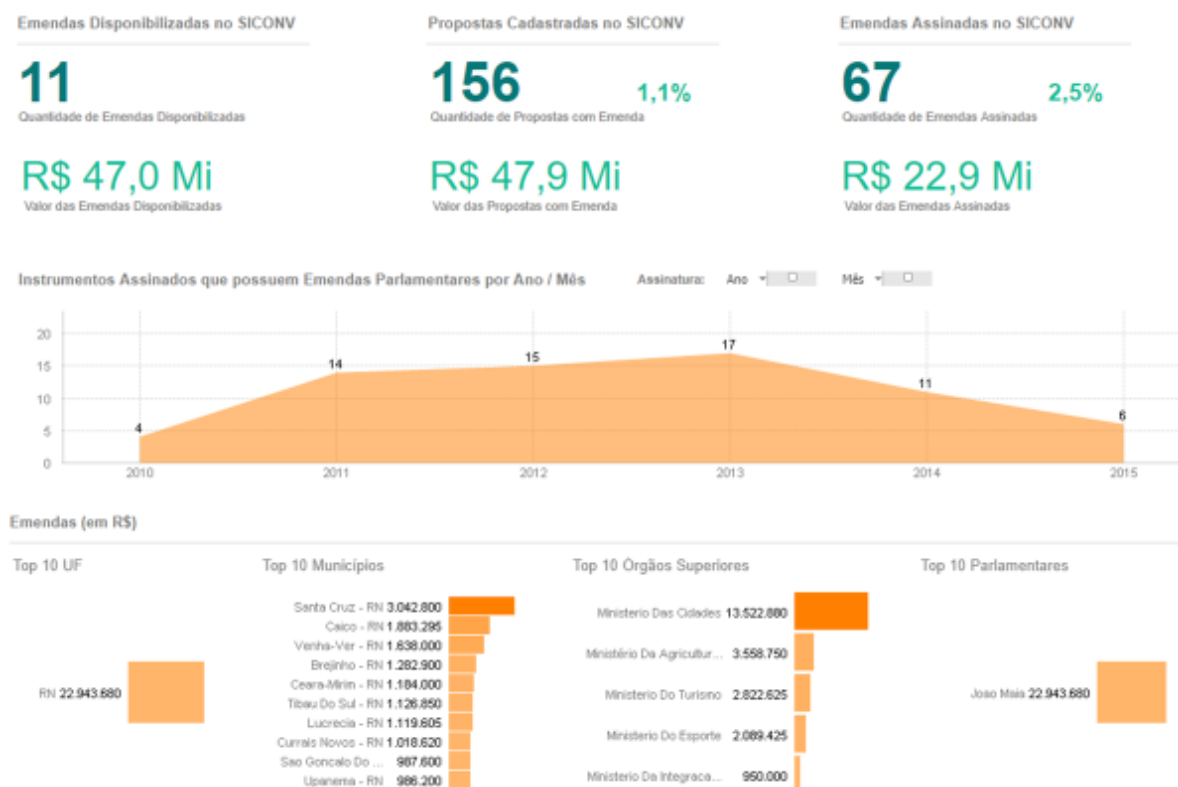 Emendas Disponibilizadas no SICONV
Propostas Cadastradas no SICONV
Emendas Assinadas no SICONV
11
156
1,1%
67
2,5%
Quantidade de Emendas Disponibilizadas
Quantidade de Propostas com Emenda
Quantidade de Emendas Assinadas
R$ 47,0 Mi
R$ 47,9 Mi
R$ 22,9 Mi
Valor das Emendas Disponibilizadas
Valor das Propostas com Emenda
Valor das Emendas Assinadas
Instrumentos Assinados que possuem Emendas Parlamentares por Ano / Mês
Assinatura: Ano Mês
20
15
10
5
0
4
14
15
17
11
6
2010
2011
2012
2013
2014
2015
Emendas (em R$)
Top 10 UF
RN 22.943.680
Top 10 Municípios
Santa Cruz - RN 3.042.800
Caico - RN 1.883.295
Venha-Ver - RN 1.638.000
Brejinho - RN 1.282.900
Ceara-Mirim - RN 1.184.000
Tibau Do Sul - RN 1.126.850
Lucrecia - RN 1.119.605
Currais Novos - RN 1.018.620
Sao Goncalo Do ... 987.600
Upanema - RN 986.200
Top 10 Órgãos Superiores
Ministerio Das Cidades 13.522.880
Ministério Da Agricultur... 3.558.750
Ministerio Do Turismo 2.822.625
Ministerio Do Esporte 2.089.425
Ministerio Da Integraca... 950.000
Top 10 Parlamentares
Joao Maia 22.943.680